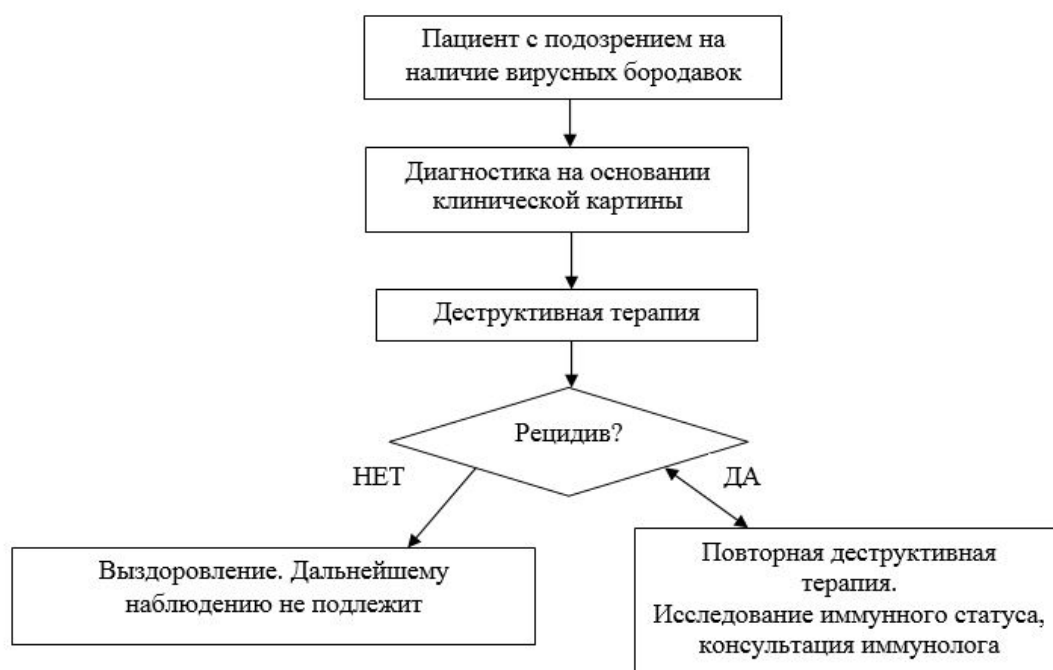 Пациент с подозрением на
наличие вирусных бородавок
Диагностика на основании
клинической картины
Деструктивная терапия
Рецидив?
НЕТ
ДА
Выздоровление. Дальнейшему
наблюдению не подлежит
Повторная деструктивная
терапия.
Исследование иммунного статуса,
консультация иммунолога